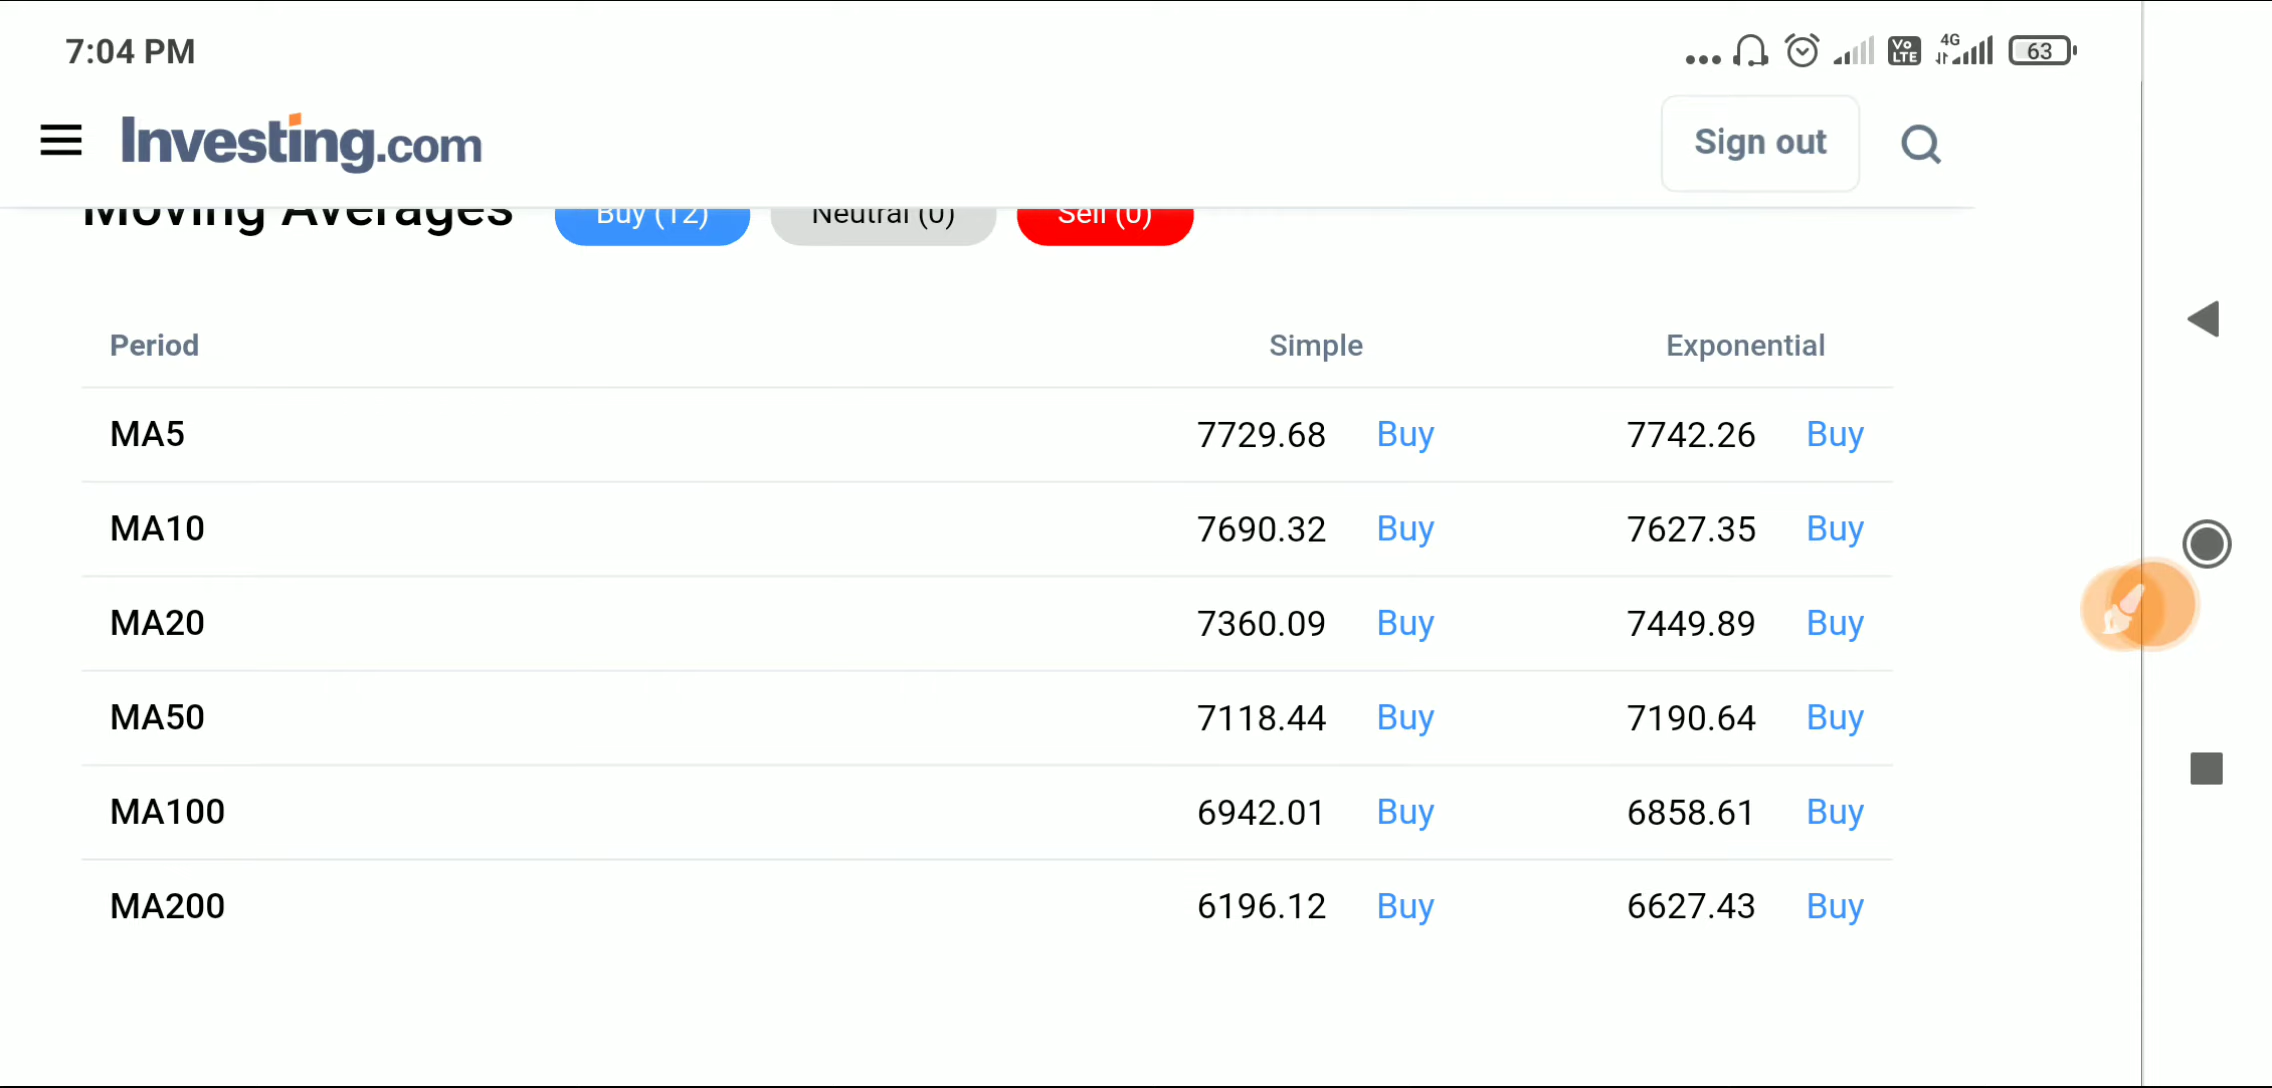 7:04 PM
Vo LTE 4G 63
Investing.com
Sign out
Moving Averages Buy (12) Neutral (0) Sell (0)
Period Simple Exponential
MA5 7729.68 Buy 7742.26 Buy
MA10 7690.32 Buy 7627.35 Buy
MA20 7360.09 Buy 7449.89 Buy
MA50 7118.44 Buy 7190.64 Buy
MA100 6942.01 Buy 6858.61 Buy
MA200 6196.12 Buy 6627.43 Buy